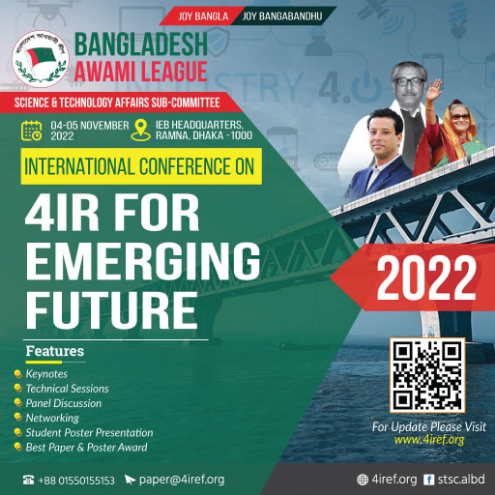 JOY BANGLA
JOY BANGABANDHU
BANGLADESH
AWAMI LEAGUE
SCIENCE & TECHNOLOGY AFFAIRS SUB-COMMITTEE
04-05 NOVEMBER
2022
IEB HEADQUARTERS,
RAMNA, DHAKA -1000
INDUSTRY 4.0
INTERNATIONAL CONFERENCE ON
4IR FOR
EMERGING
FUTURE
2022
Features
Keynotes
Technical Sessions
Panel Discussion
Networking
Student Poster Presentation
Best Paper & Poster Award
For Update Please Visit
www.4iref.org
+88 01550155153
paper@4iref.org
4iref.org
stsc.albd